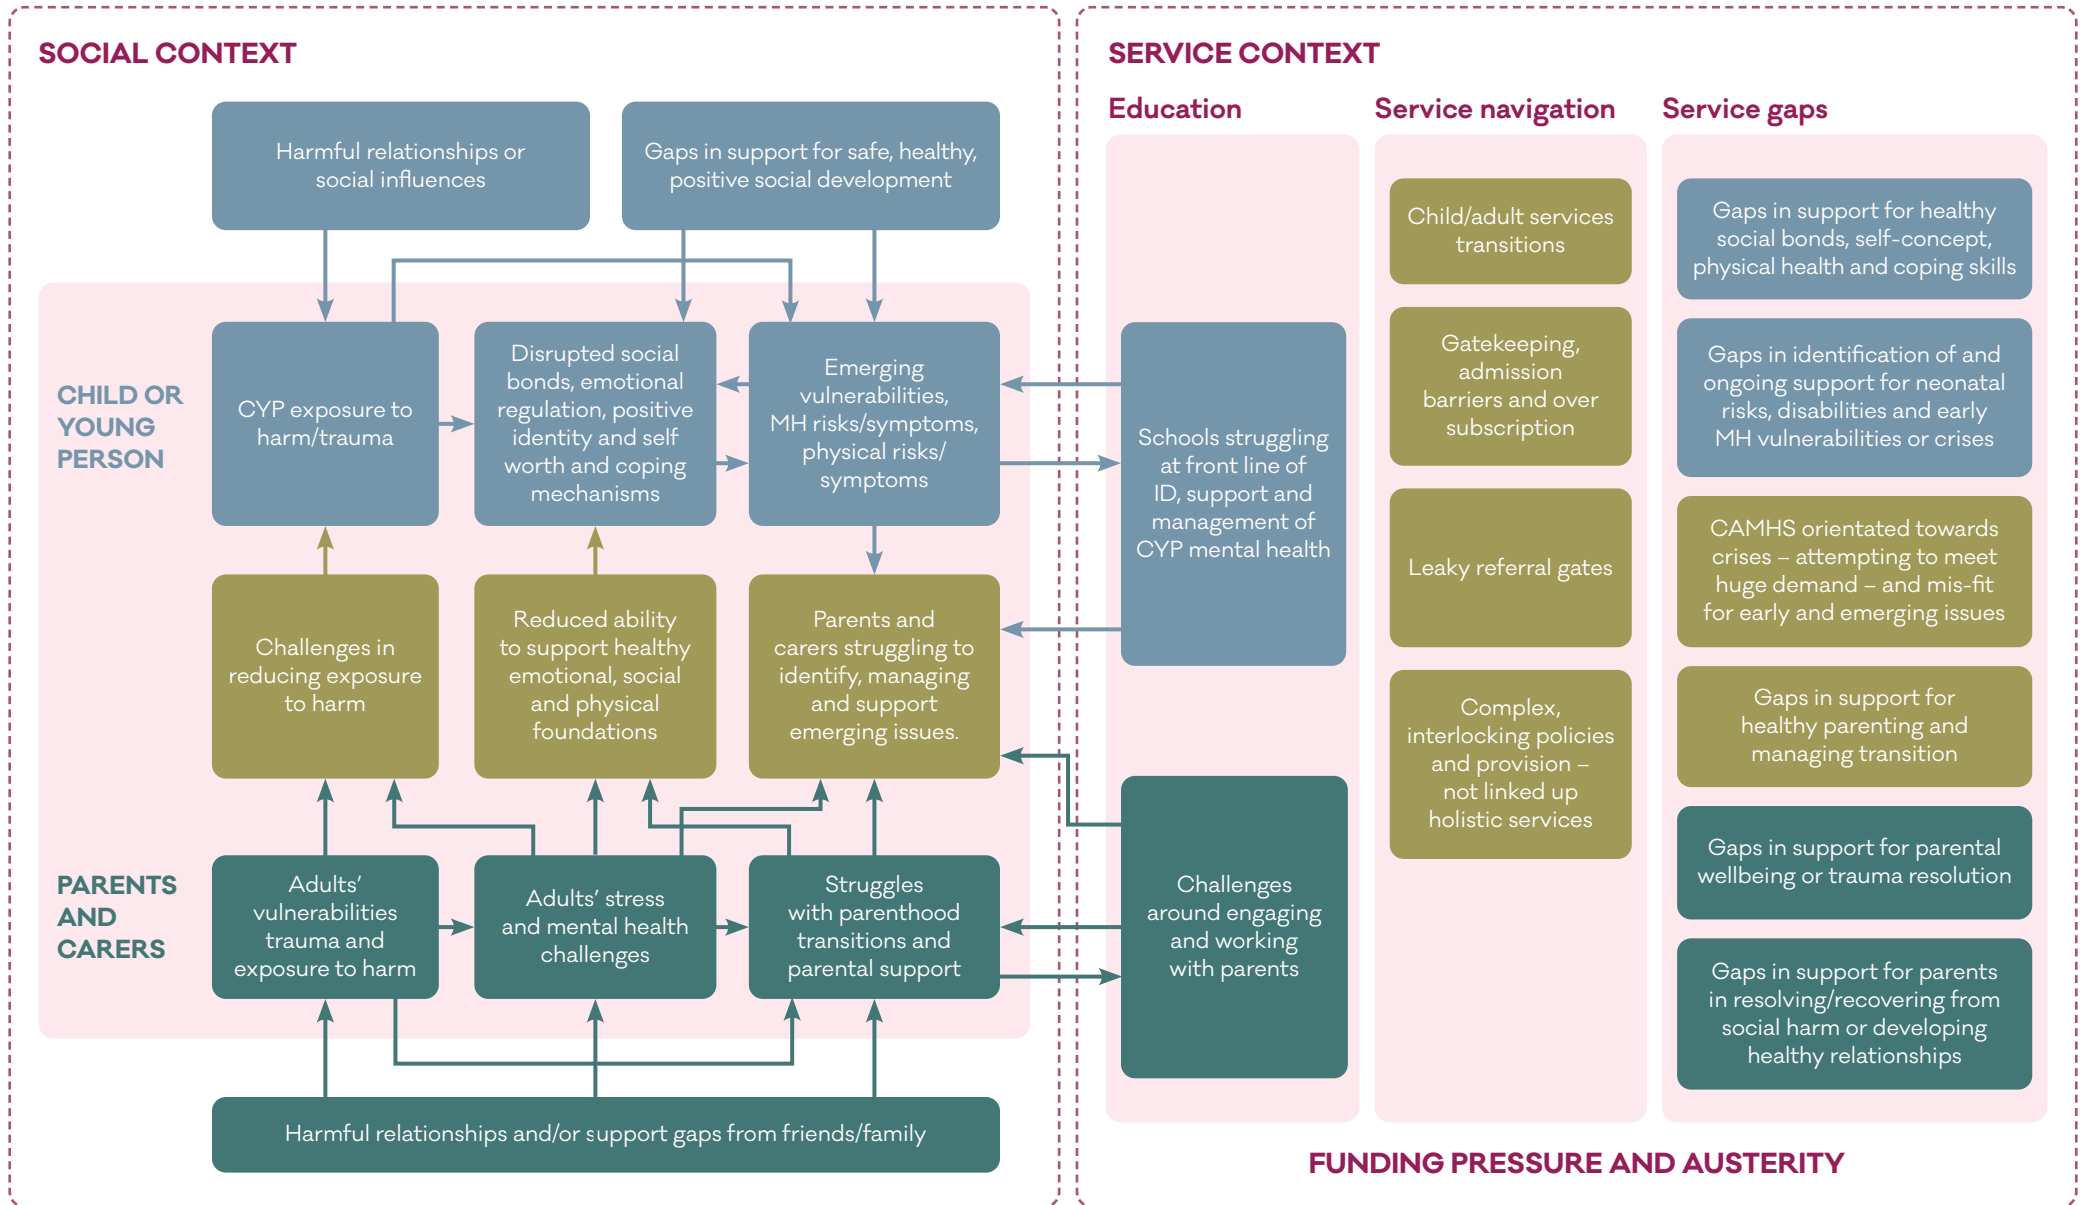 SOCIAL CONTEXT
Harmful relationships or
social influences
Gaps in support for safe, healthy,
positive social development
CHILD OR
YOUNG
PERSON
CYP exposure to
harm/trauma
Disrupted social
bonds, emotional
regulation, positive
identity and self
worth and coping
mechanisms
Emerging
vulnerabilities,
MH risks/symptoms,
physical risks/
symptoms
Challenges in
reducing exposure
to harm
Reduced ability
to support healthy
emotional, social
and physical
foundations
Parents and
carers struggling to
identify, managing
and support
emerging issues.
PARENTS
AND
CARERS
Adults’
vulnerabilities
trauma and
exposure to harm
Adults’ stress
and mental health
challenges
Struggles
with parenthood
transitions and
parental support
Harmful relationships and/or support gaps from friends/family
SERVICE CONTEXT
Education
Schools struggling
at front line of
ID, support and
management of
CYP mental health
Challenges
around engaging
and working
with parents
Service navigation
Child/adult services
transitions
Gatekeeping,
admission
barriers and over
subscription
Leaky referral gates
Complex,
interlocking policies
and provision –
not linked up
holistic services
Service gaps
Gaps in support for healthy
social bonds, self-concept,
physical health and coping skills
Gaps in identification of and
ongoing support for neonatal
risks, disabilities and early
MH vulnerabilities or crises
CAMHS orientated towards
crises – attempting to meet
huge demand – and mis-fit
for early and emerging issues
Gaps in support for
healthy parenting and
managing transition
Gaps in support for parental
wellbeing or trauma resolution
Gaps in support for parents
in resolving/recovering from
social harm or developing
healthy relationships
FUNDING PRESSURE AND AUSTERITY